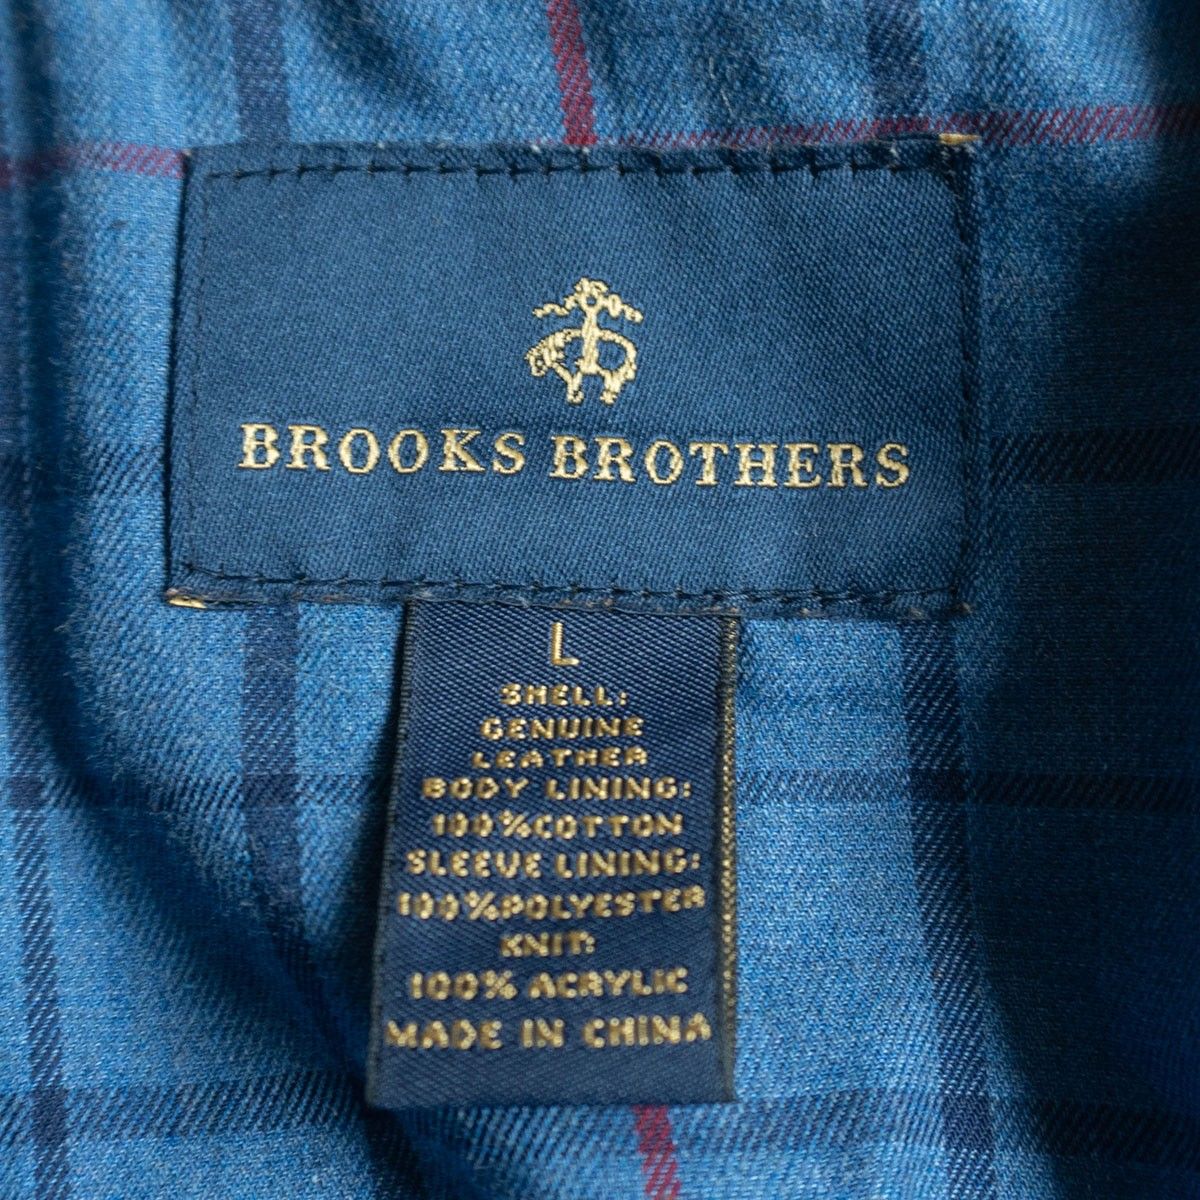 BROOKS BROTHERS
L
SHELL:
GENUINE
LEATHER
BODY LINING:
100%COTTON
SLEEVE LINING:
100%POLYESTER
KNIT:
100% ACRYLIC
MADE IN CHINA